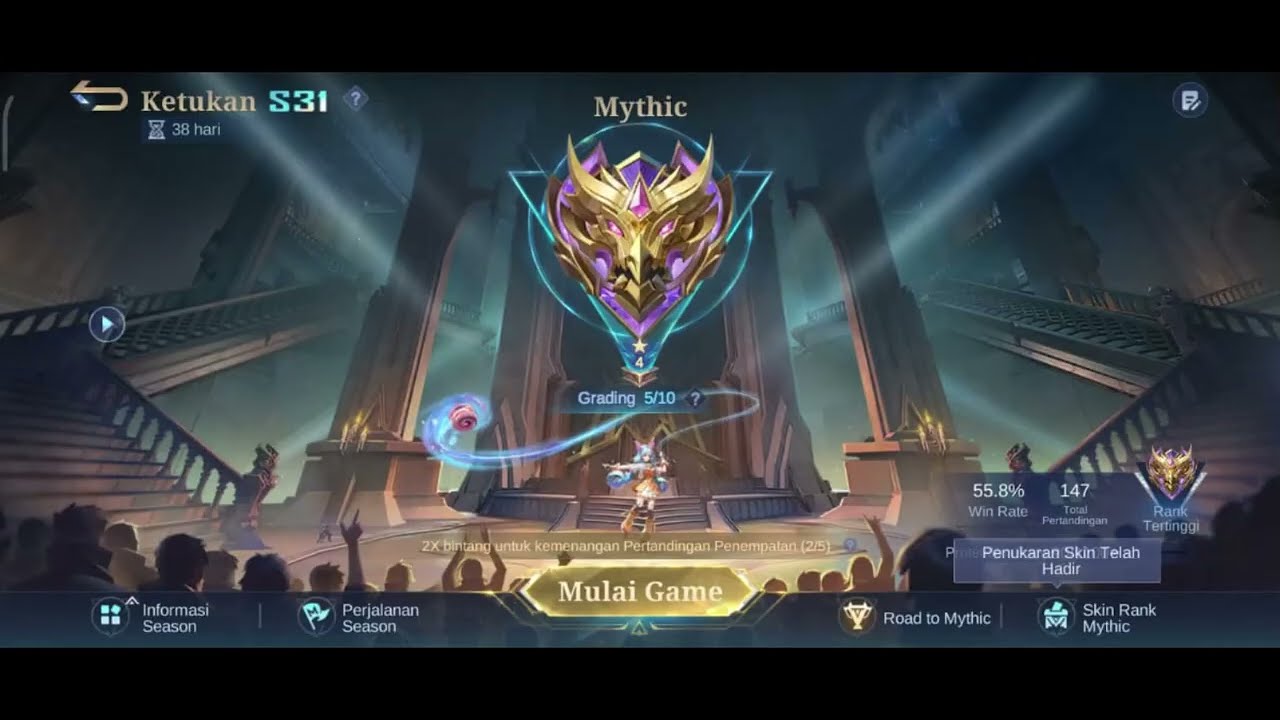 Ketukan S31
38 hari
Mythic
4
Grading 5/10
55.8%
Win Rate
147
Total
Pertandingan
Rank
Tertinggi
2X bintang untuk kemenangan Pertandingan Penempatan (2/5)
Penukaran Skin Telah
Hadir
Mulai Game
Informasi
Season
Perjalanan
Season
Road to Mythic
Skin Rank
Mythic